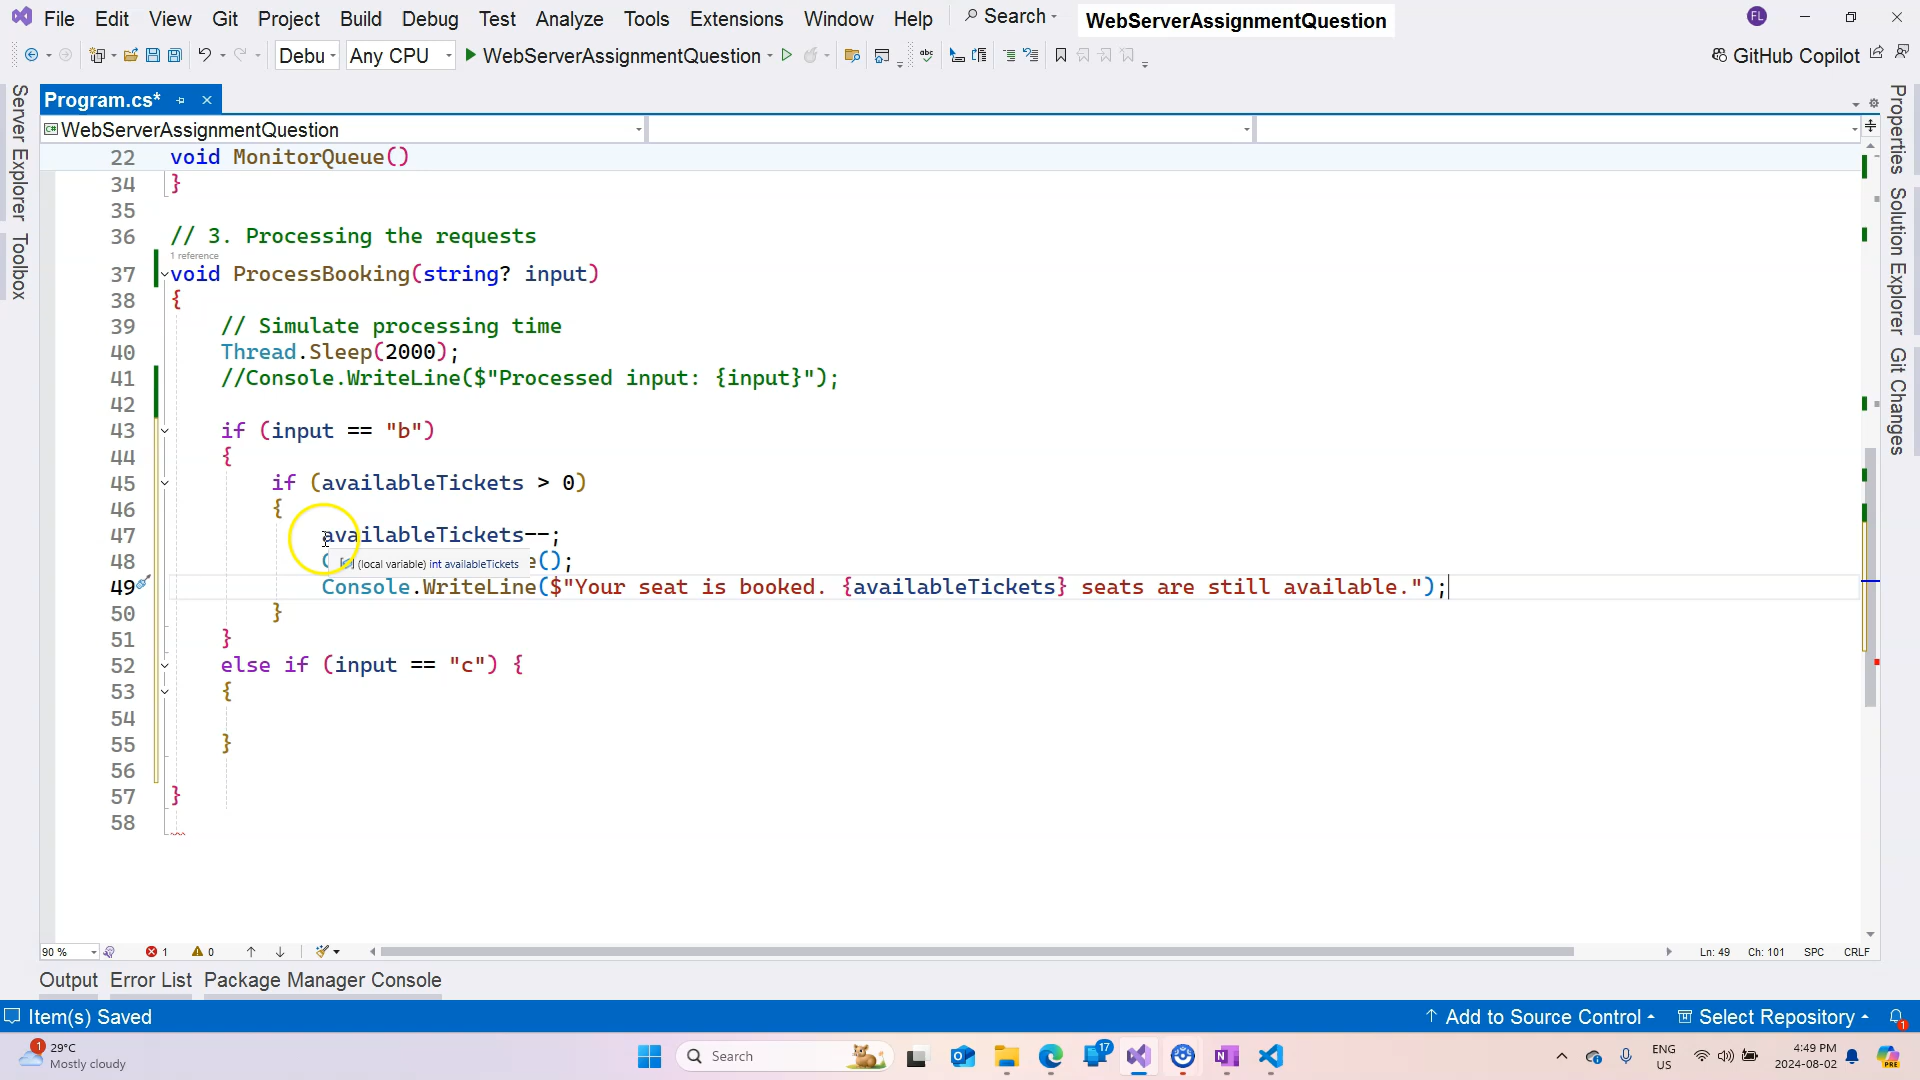 File Edit View Git Project Build Debug Test Analyze Tools Extensions Window Help Search WebServerAssignmentQuestion FL
Debu Any CPU WebServerAssignmentQuestion abc GitHub Copilot
Server Explorer
Toolbox
Program.cs*
WebServerAssignmentQuestion
22 void MonitorQueue()
34 }
35
36 // 3. Processing the requests
1 reference
37 void ProcessBooking(string? input)
38 {
39 // Simulate processing time
40 Thread.Sleep(2000);
41 //Console.WriteLine($"Processed input: {input}");
42
43 if (input == "b")
44 {
45 if (availableTickets > 0)
46 {
47 availableTickets--;
48 e();
(local variable) int availableTickets
49 Console.WriteLine($"Your seat is booked. {availableTickets} seats are still available.");
50 }
51 }
52 else if (input == "c") {
53 {
54
55 }
56
57 }
58
Properties
Solution Explorer
Git Changes
90 % 1 0 Ln: 49 Ch: 101 SPC CRLF
Output Error List Package Manager Console
Item(s) Saved Add to Source Control Select Repository 1
1 29°C
Mostly cloudy
Search
17
ENG
US
4:49 PM
2024-08-02
PRE